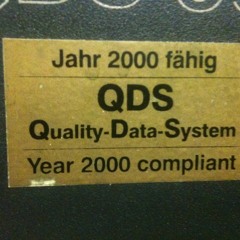 Jahr 2000 fähig
QDS
Quality-Data-System
Year 2000 compliant